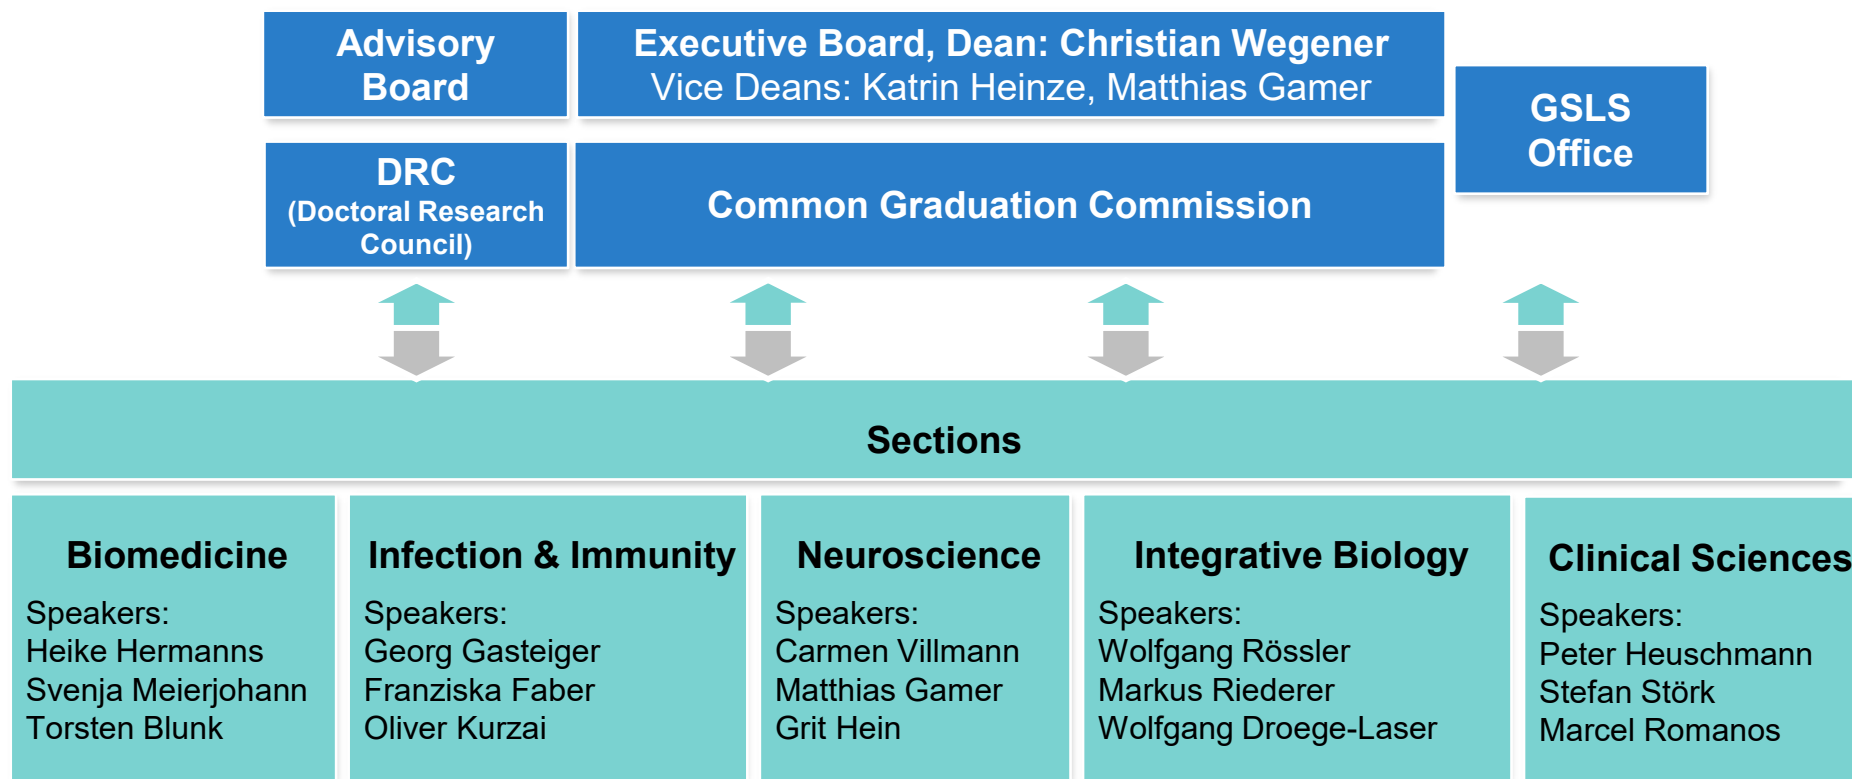 Advisory
Board
Executive Board, Dean: Christian Wegener
Vice Deans: Katrin Heinze, Matthias Gamer
GSLS
Office
DRC
(Doctoral Research
Council)
Common Graduation Commission
Sections
Biomedicine
Speakers:
Heike Hermanns
Svenja Meierjohann
Torsten Blunk
Infection & Immunity
Speakers:
Georg Gasteiger
Franziska Faber
Oliver Kurzai
Neuroscience
Speakers:
Carmen Villmann
Matthias Gamer
Grit Hein
Integrative Biology
Speakers:
Wolfgang Rössler
Markus Riederer
Wolfgang Droege-Laser
Clinical Sciences
Speakers:
Peter Heuschmann
Stefan Störk
Marcel Romanos